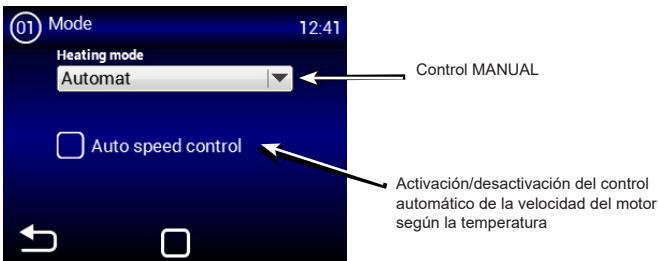 01 Mode 12:41
Heating mode
Automat
Control MANUAL
Auto speed control
Activación/desactivación del control
automático de la velocidad del motor
según la temperatura